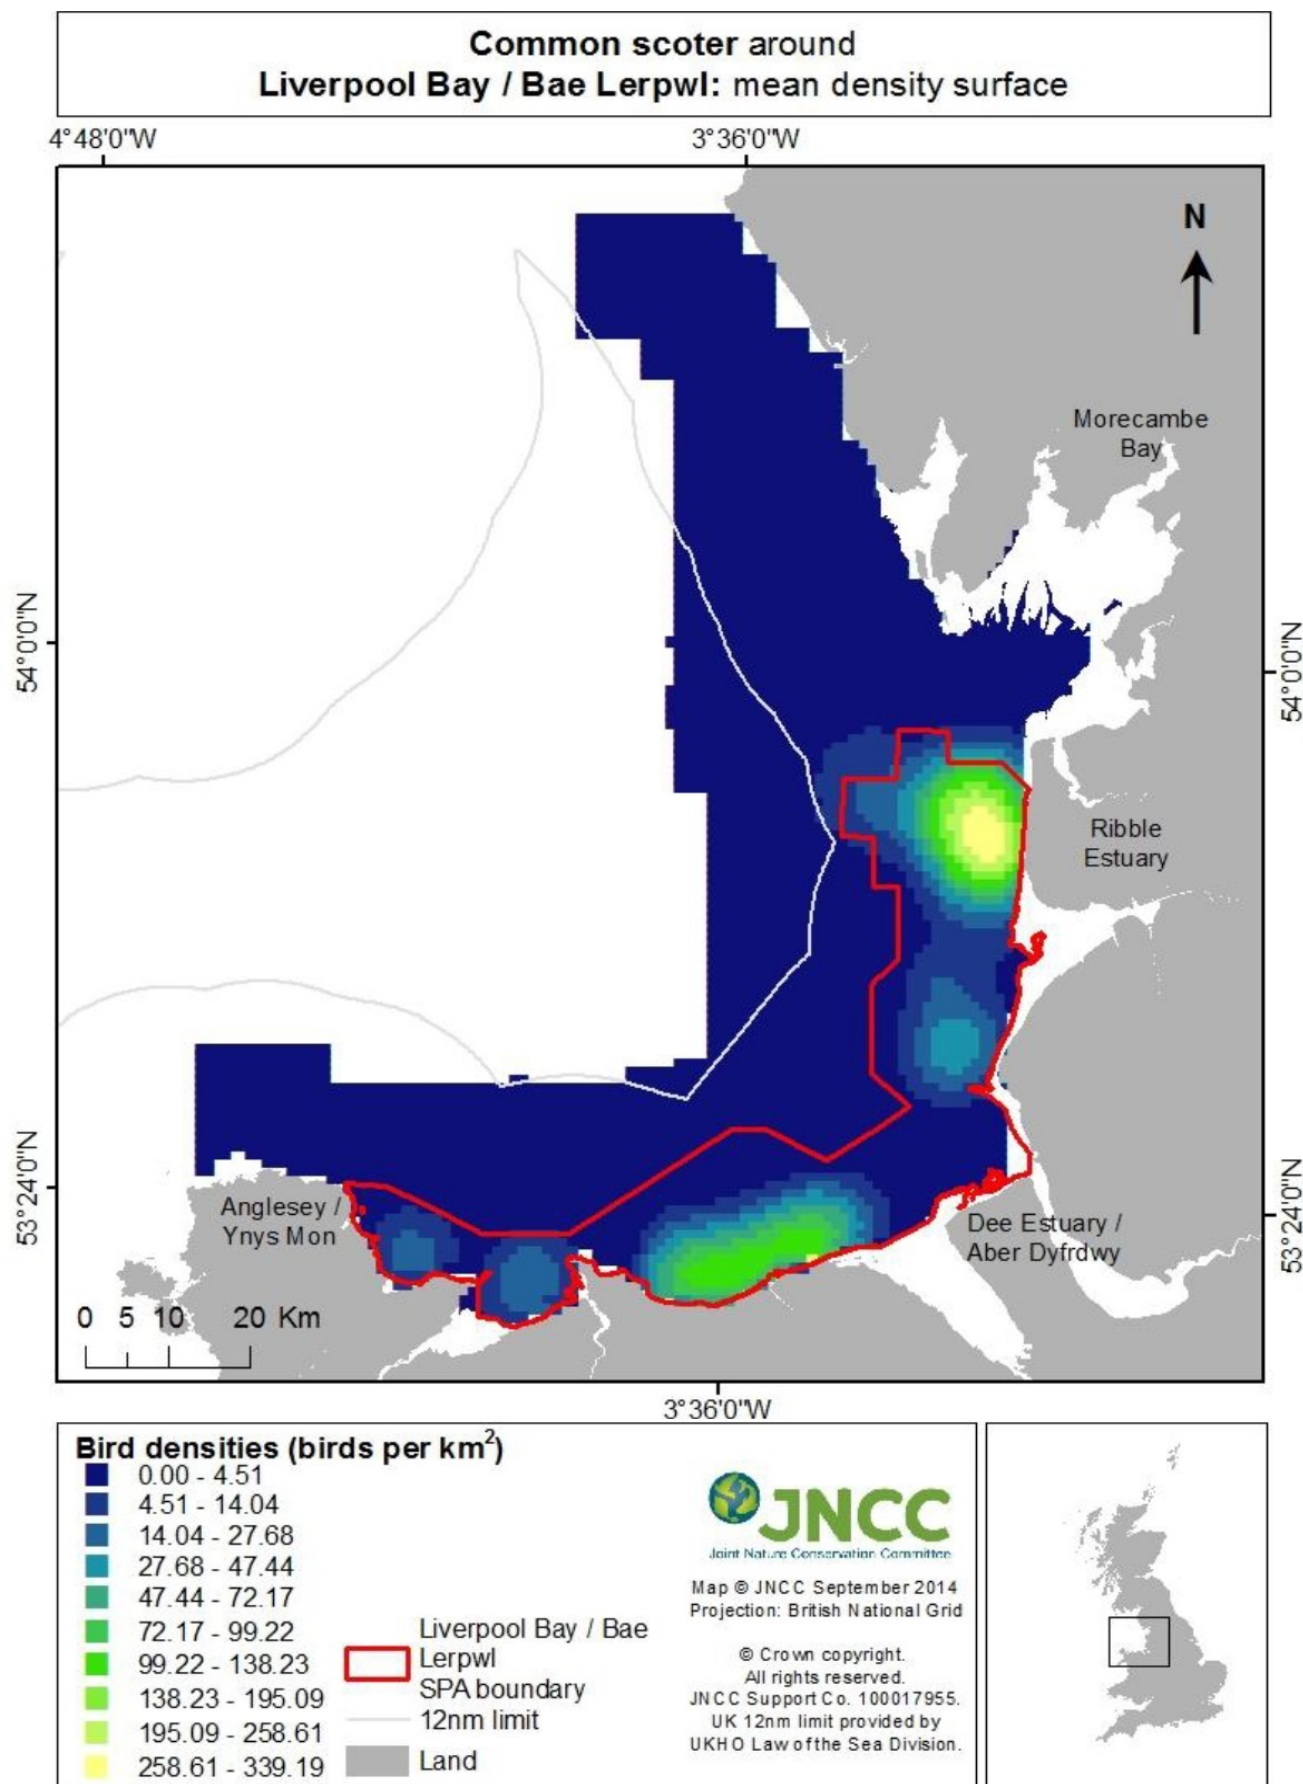 Common scoter around
Liverpool Bay / Bae Lerpwl: mean density surface
4°48'0"W
3°36'0"W
N
Morecambe
Bay
54°0'0"N
54°0'0"N
Ribble
Estuary
53°24'0"N
53°24'0"N
Anglesey /
Ynys Mon
Dee Estuary /
Aber Dyfrdwy
0 5 10 20 Km
3°36'0"W
Bird densities (birds per km²)
0.00 - 4.51
4.51 - 14.04
14.04 - 27.68
27.68 - 47.44
47.44 - 72.17
72.17 - 99.22
99.22 - 138.23
138.23 - 195.09
195.09 - 258.61
258.61 - 339.19
Liverpool Bay / Bae
Lerpwl
SPA boundary
12nm limit
Land
JNCC
Joint Nature Conservation Committee
Map © JNCC September 2014
Projection: British National Grid
© Crown copyright.
All rights reserved.
JNCC Support Co. 100017955.
UK 12nm limit provided by
UKHO Law of the Sea Division.